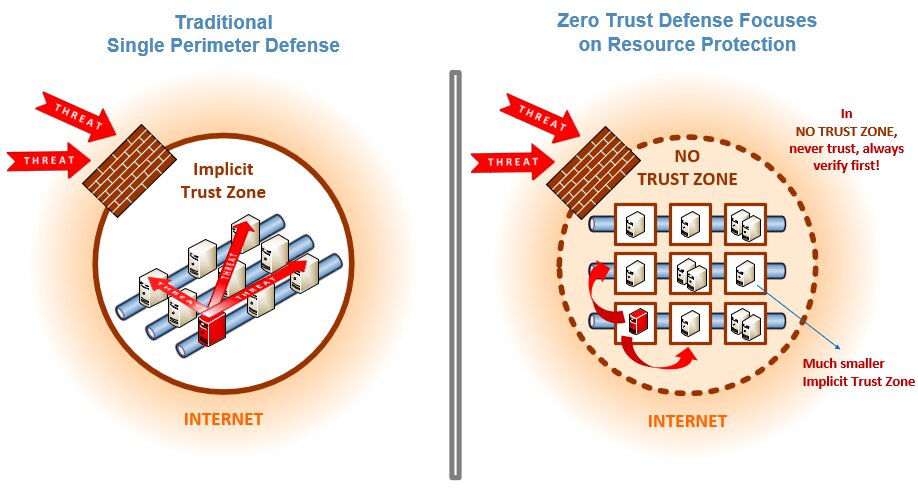 Traditional
Single Perimeter Defense
THREAT
THREAT
Implicit
Trust Zone
THREAT
THREAT
THREAT
INTERNET
Zero Trust Defense Focuses
on Resource Protection
THREAT
THREAT
NO
TRUST ZONE
In
NO TRUST ZONE,
never trust, always
verify first!
Much smaller
Implicit Trust Zone
INTERNET